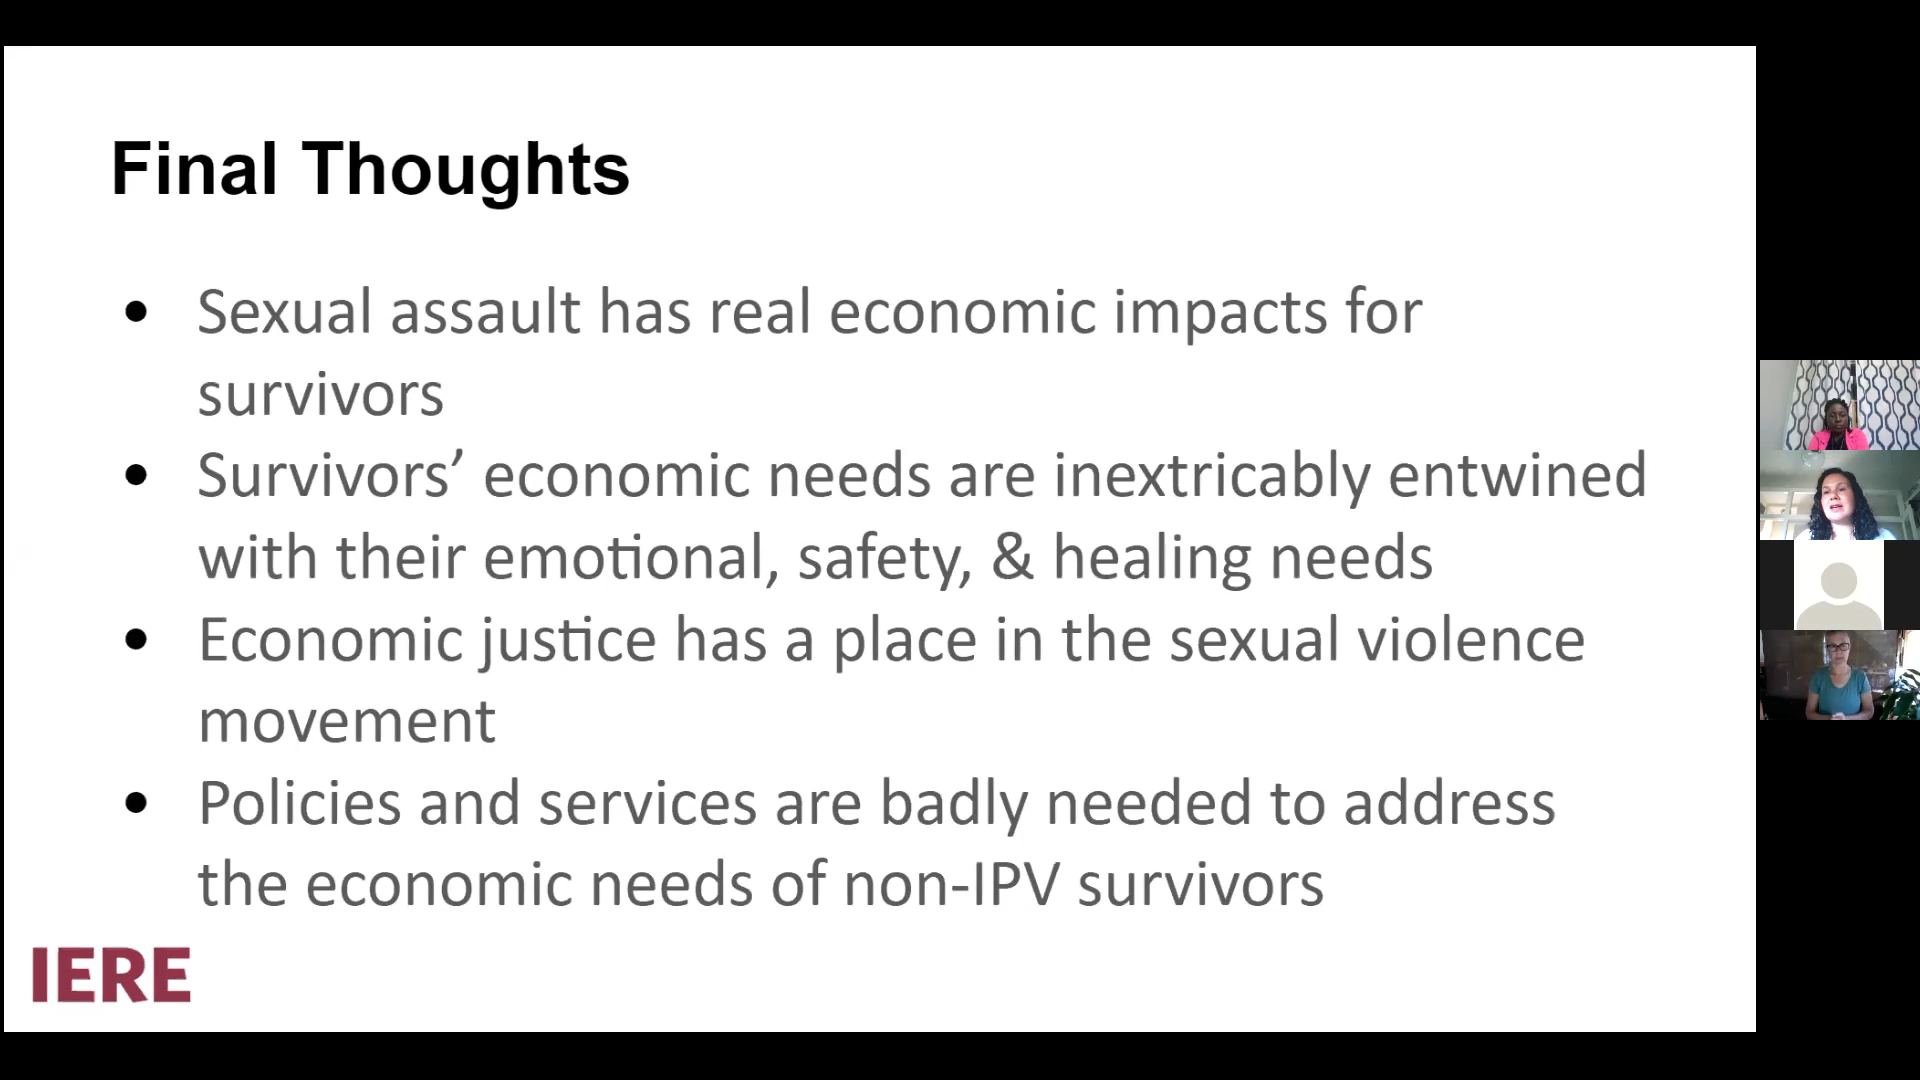 Final Thoughts
• Sexual assault has real economic impacts for
survivors
• Survivors’ economic needs are inextricably entwined
with their emotional, safety, & healing needs
• Economic justice has a place in the sexual violence
movement
• Policies and services are badly needed to address
the economic needs of non-IPV survivors
IERE